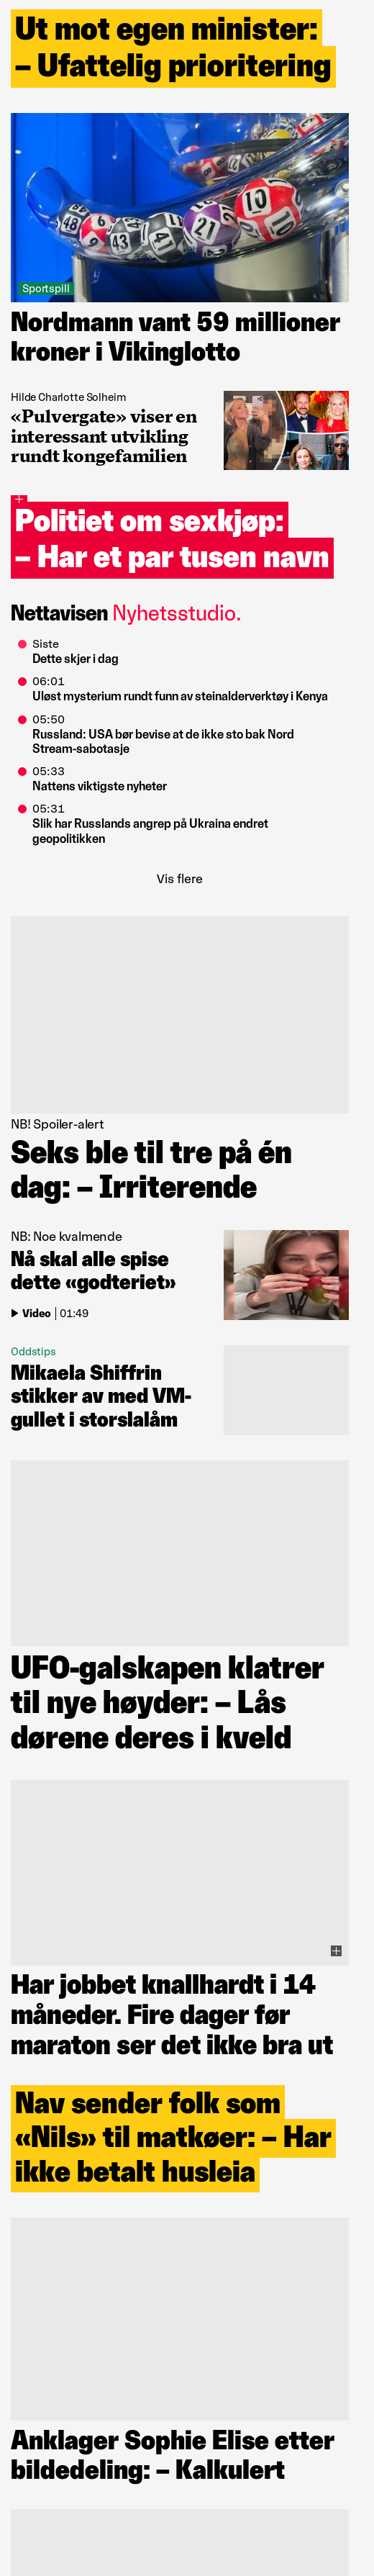 Ut mot egen minister:
– Ufattelig prioritering
48
6
43
4
21
10
Sportspill
Nordmann vant 59 millioner
kroner i Vikinglotto
Hilde Charlotte Solheim
«Pulvergate» viser en
interessant utvikling
rundt kongefamilien
Politiet om sexkjøp:
– Har et par tusen navn
Nettavisen Nyhetsstudio.
Siste
Dette skjer i dag
06:01
Uløst mysterium rundt funn av steinalderverktøy i Kenya
05:50
Russland: USA bør bevise at de ikke sto bak Nord
Stream-sabotasje
05:33
Nattens viktigste nyheter
05:31
Slik har Russlands angrep på Ukraina endret
geopolitikken
Vis flere
NB! Spoiler-alert
Seks ble til tre på én
dag: – Irriterende
NB: Noe kvalmende
Nå skal alle spise
dette «godteriet»
Video | 01:49
Oddstips
Mikaela Shiffrin
stikker av med VM-
gullet i storslalåm
UFO-galskapen klatrer
til nye høyder: – Lås
dørene deres i kveld
Har jobbet knallhardt i 14
måneder. Fire dager før
maraton ser det ikke bra ut
Nav sender folk som
«Nils» til matkøer: – Har
ikke betalt husleia
Anklager Sophie Elise etter
bildedeling: – Kalkulert